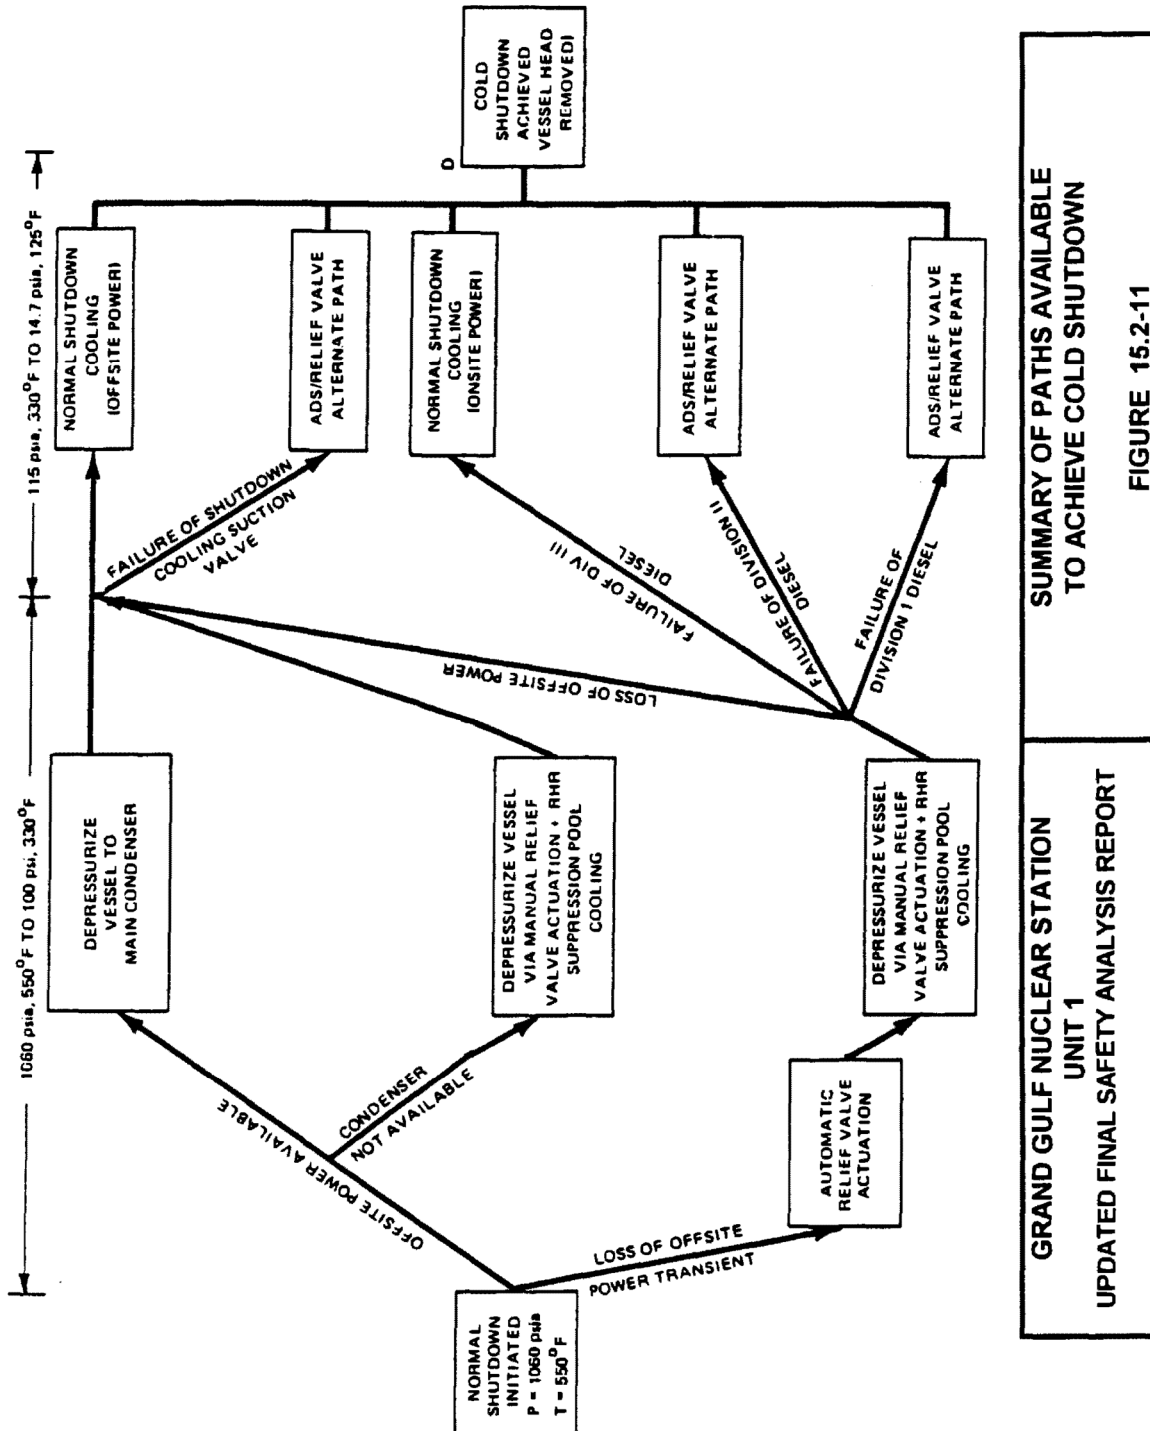 1060 psia, 550°F TO 100 psi, 330°F
115 psia, 330°F TO 14.7 psia, 125°F
NORMAL
SHUTDOWN
INITIATED
P = 1060 psia
T = 550°F
OFFSITE POWER AVAILABLE
CONDENSER
NOT AVAILABLE
LOSS OF OFFSITE
POWER TRANSIENT
AUTOMATIC
RELIEF VALVE
ACTUATION
DEPRESSURIZE
VESSEL TO
MAIN CONDENSER
DEPRESSURIZE VESSEL
VIA MANUAL RELIEF
VALVE ACTUATION + RHR
SUPPRESSION POOL
COOLING
DEPRESSURIZE VESSEL
VIA MANUAL RELIEF
VALVE ACTUATION + RHR
SUPPRESSION POOL
COOLING
FAILURE OF SHUTDOWN
COOLING SUCTION
VALVE
LOSS OF OFFSITE POWER
FAILURE OF DIV III
DIESEL
FAILURE OF DIVISION II
DIESEL
FAILURE OF
DIVISION 1 DIESEL
NORMAL SHUTDOWN
COOLING
(OFFSITE POWER)
ADS/RELIEF VALVE
ALTERNATE PATH
NORMAL SHUTDOWN
COOLING
(ONSITE POWER)
ADS/RELIEF VALVE
ALTERNATE PATH
ADS/RELIEF VALVE
ALTERNATE PATH
D
COLD
SHUTDOWN
ACHIEVED
VESSEL HEAD
REMOVED)
GRAND GULF NUCLEAR STATION
UNIT 1
UPDATED FINAL SAFETY ANALYSIS REPORT
SUMMARY OF PATHS AVAILABLE
TO ACHIEVE COLD SHUTDOWN
FIGURE 15.2-11